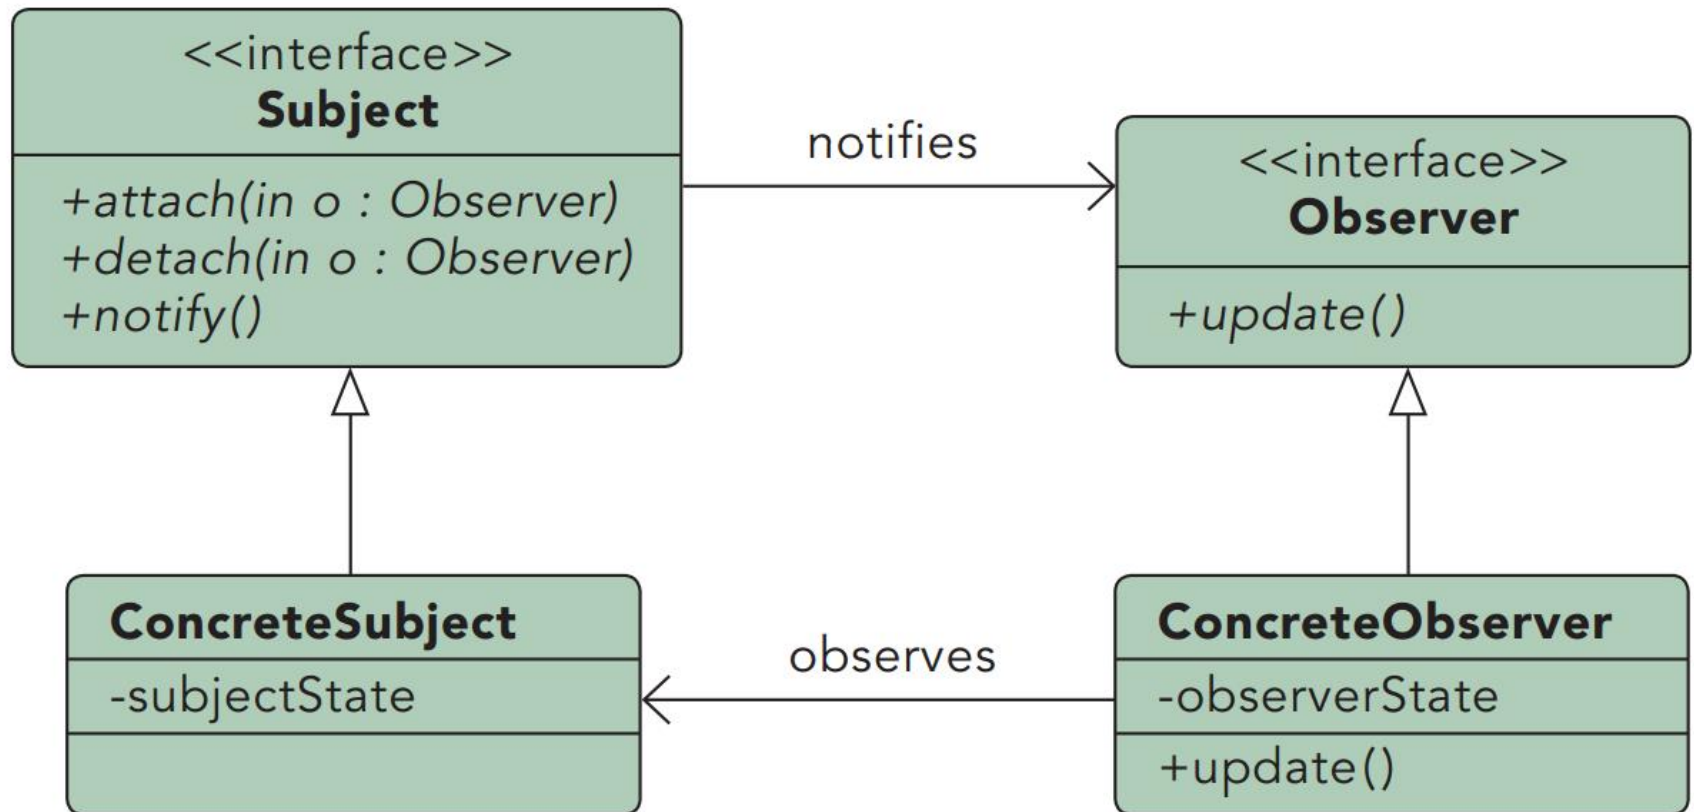 <<interface>>
Subject
+attach(in o : Observer)
+detach(in o : Observer)
+notify()
notifies
<<interface>>
Observer
+update()
ConcreteSubject
-subjectState
observes
ConcreteObserver
-observerState
+update()